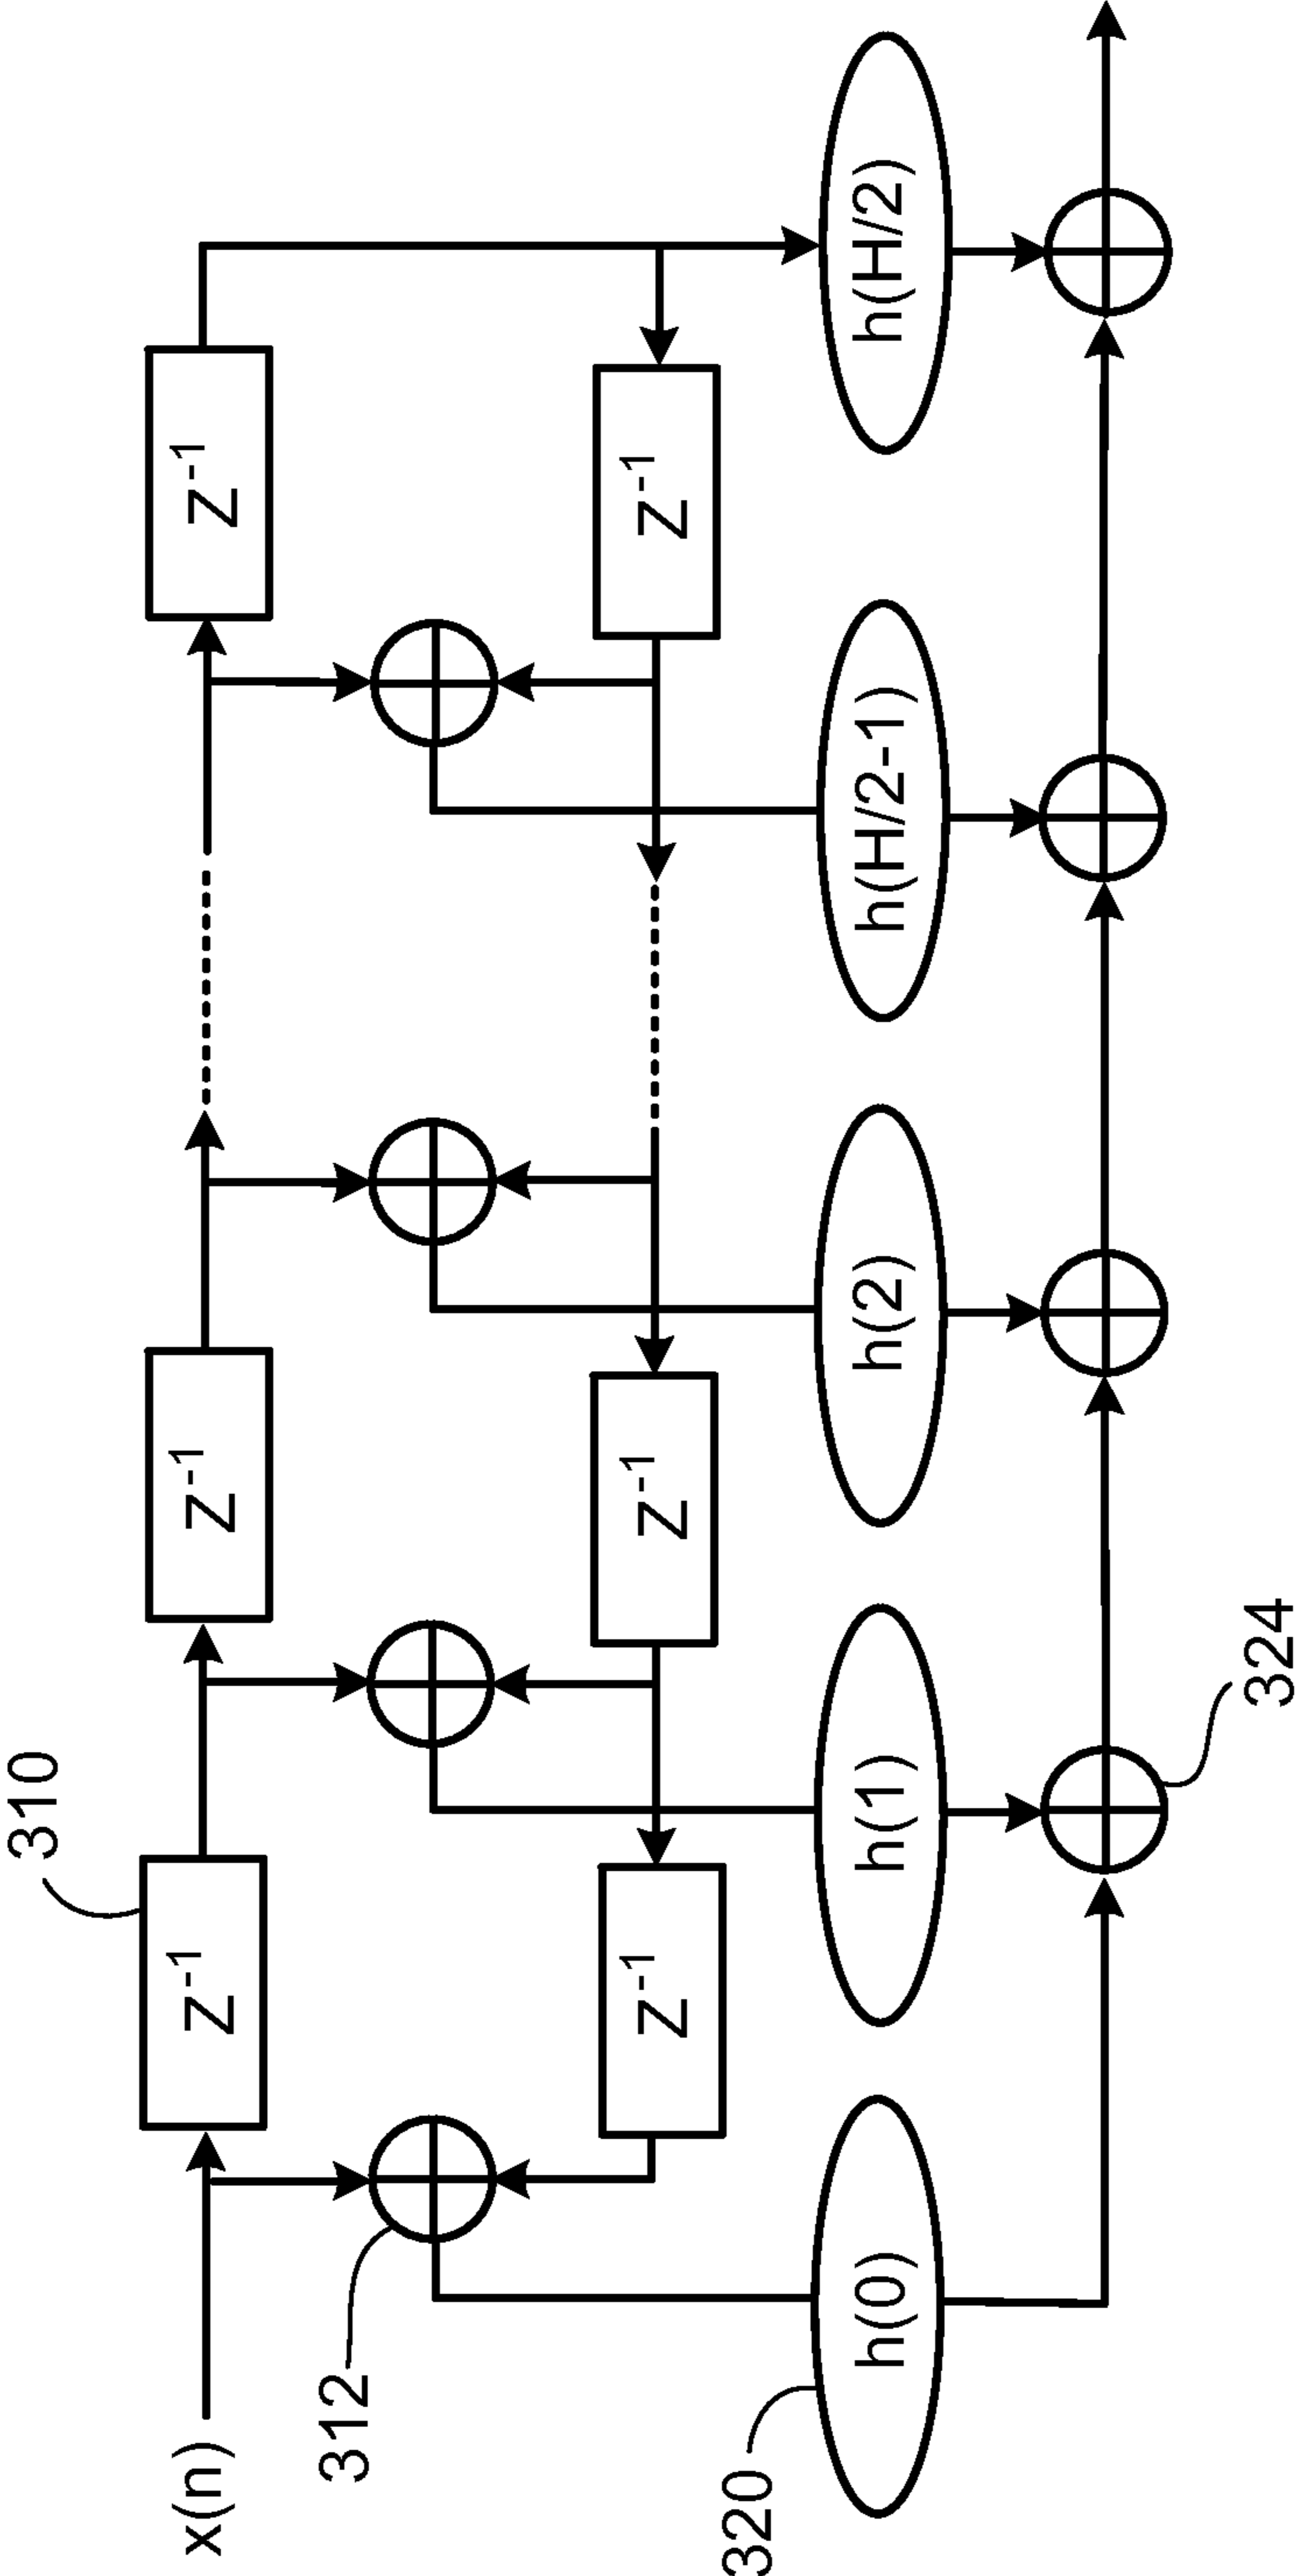 310
Z⁻¹
Z⁻¹
Z⁻¹
x(n)
312
Z⁻¹
Z⁻¹
Z⁻¹
320
h(0)
h(1)
h(2)
h(H/2-1)
h(H/2)
324